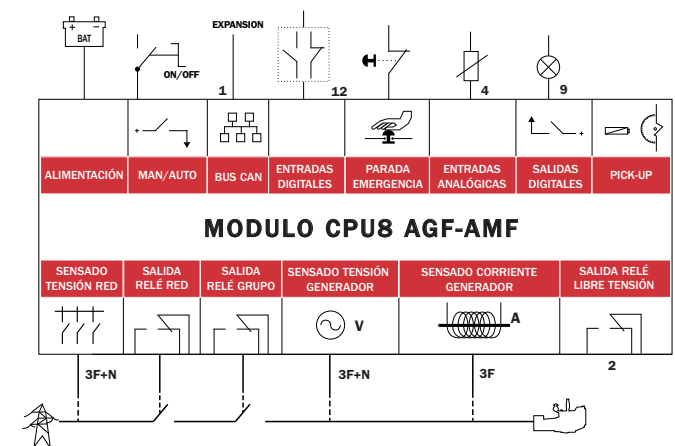 EXPANSION
+ −
BAT
ON/OFF
1
12
4
9
+
+
ALIMENTACIÓN
MAN/AUTO
BUS CAN
ENTRADAS
DIGITALES
PARADA
EMERGENCIA
ENTRADAS
ANALÓGICAS
SALIDAS
DIGITALES
PICK-UP
MODULO CPU8 AGF-AMF
SENSADO
TENSIÓN RED
SALIDA
RELÉ RED
SALIDA
RELÉ GRUPO
SENSADO TENSIÓN
GENERADOR
SENSADO CORRIENTE
GENERADOR
SALIDA RELÉ
LIBRE TENSIÓN
V
A
3F+N
3F+N
3F
2